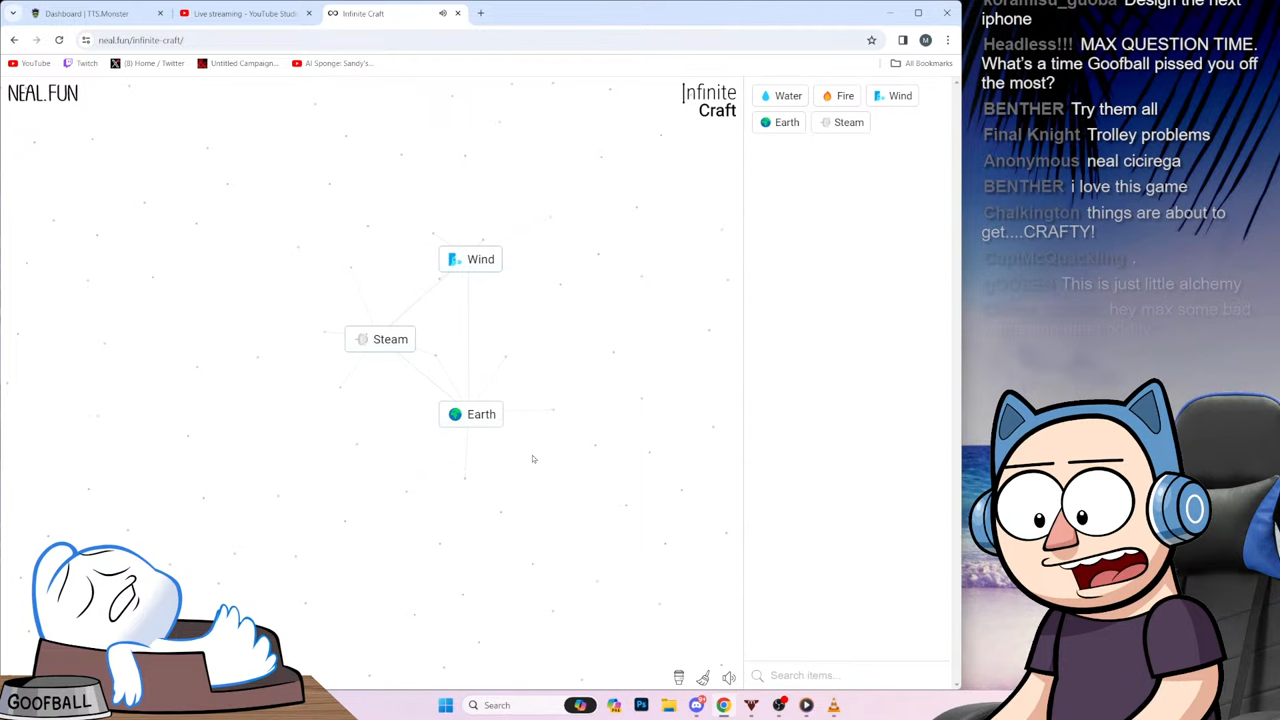 Dashboard | TTS.Monster
Live streaming - YouTube Studio
Infinite Craft
neal.fun/infinite-craft/
YouTube
Twitch
(8) Home / Twitter
Untitled Campaign...
AI Sponge: Sandy's...
All Bookmarks
NEAL.FUN
Infinite
Craft
Water
Fire
Wind
Earth
Steam
Wind
Steam
Earth
Search items...
GOOFBALL
Search
Design the next
iphone
Headless!!! MAX QUESTION TIME.
What's a time Goofball pissed you off
the most?
BENTHER Try them all
Final Knight Trolley problems
Anonymous neal cicirega
BENTHER i love this game
Chalkington things are about to
get....CRAFTY!
CaptMcQuackling .
This is just little alchemy
hey max some bad